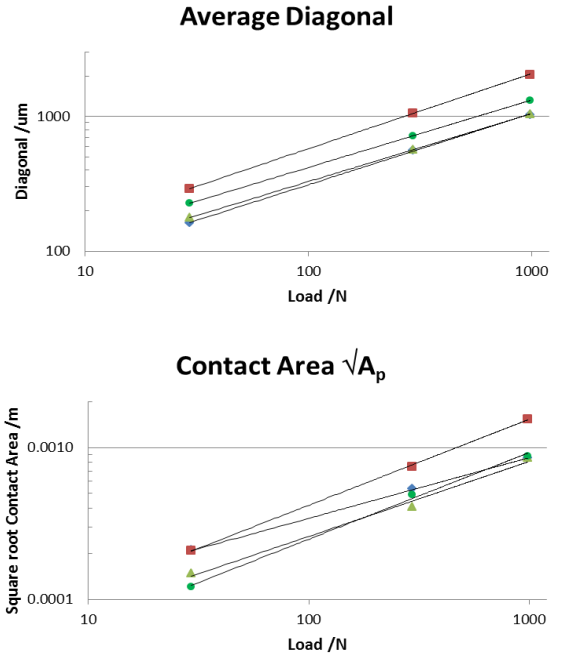 Average Diagonal
Diagonal /um
1000
100
10
100
1000
Load /N
Contact Area √Ap
Square root Contact Area /m
0.0010
0.0001
10
100
1000
Load /N